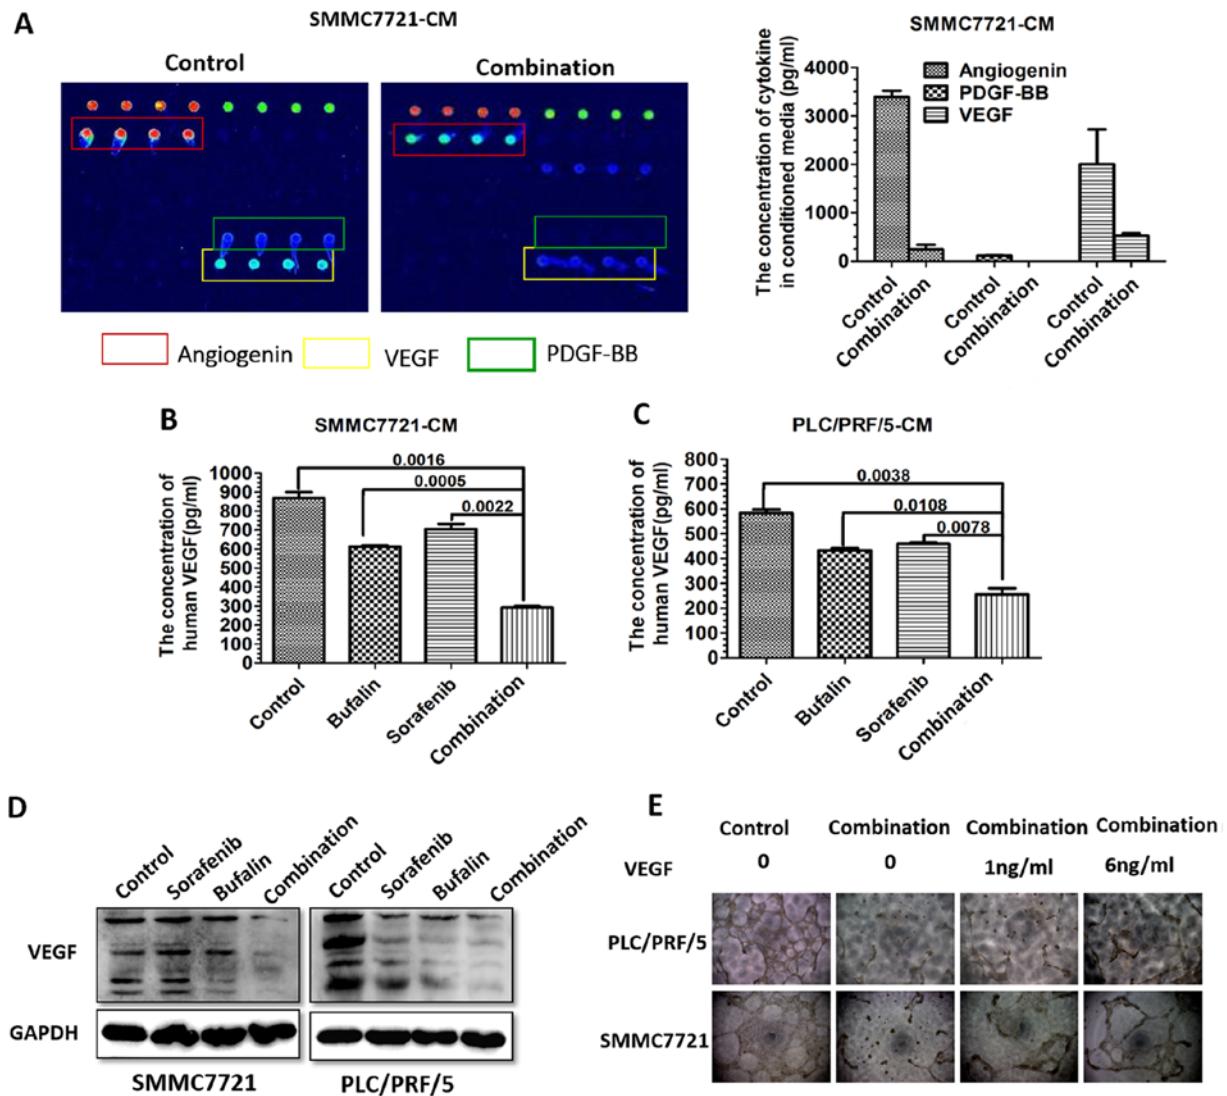 A
SMMC7721-CM
Control
Combination
Angiogenin
VEGF
PDGF-BB
SMMC7721-CM
The concentration of cytokine
in conditioned media (pg/ml)
4000
3000
2000
1000
0
Angiogenin
PDGF-BB
VEGF
Control
Combination
Control
Combination
Control
Combination
B
SMMC7721-CM
The concentration of
human VEGF(pg/ml)
1000
900
800
700
600
500
400
300
200
100
0
0.0016
0.0005
0.0022
Control
Bufalin
Sorafenib
Combination
C
PLC/PRF/5-CM
The concentration of
human VEGF(pg/ml)
800
700
600
500
400
300
200
100
0
0.0038
0.0108
0.0078
Control
Bufalin
Sorafenib
Combination
D
Control
Sorafenib
Bufalin
Combination
Control
Sorafenib
Bufalin
Combination
VEGF
GAPDH
SMMC7721
PLC/PRF/5
E
Control Combination Combination Combination
VEGF 0 0 1ng/ml 6ng/ml
PLC/PRF/5
SMMC7721